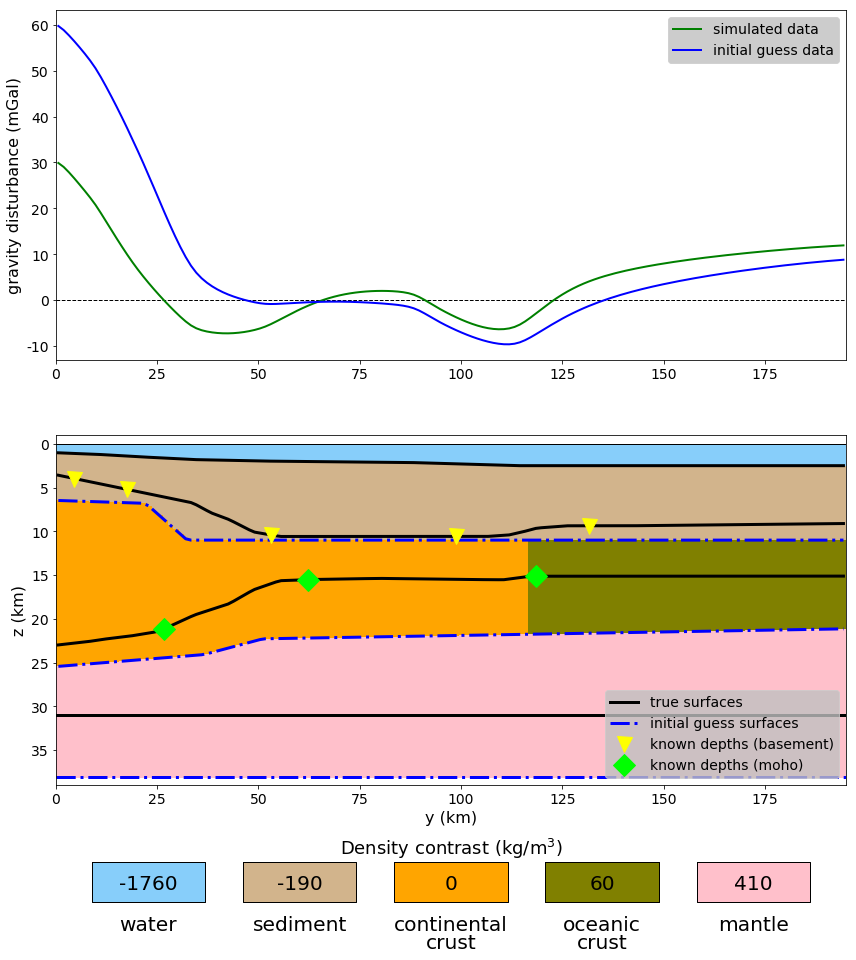 60
50
40
30
20
10
0
-10
gravity disturbance (mGal)
simulated data
initial guess data
0 25 50 75 100 125 150 175
0
5
10
15
20
25
30
35
z (km)
true surfaces
initial guess surfaces
known depths (basement)
known depths (moho)
0 25 50 75 100 125 150 175
y (km)
Density contrast (kg/m³)
-1760 -190 0 60 410
water sediment continental oceanic mantle
crust crust